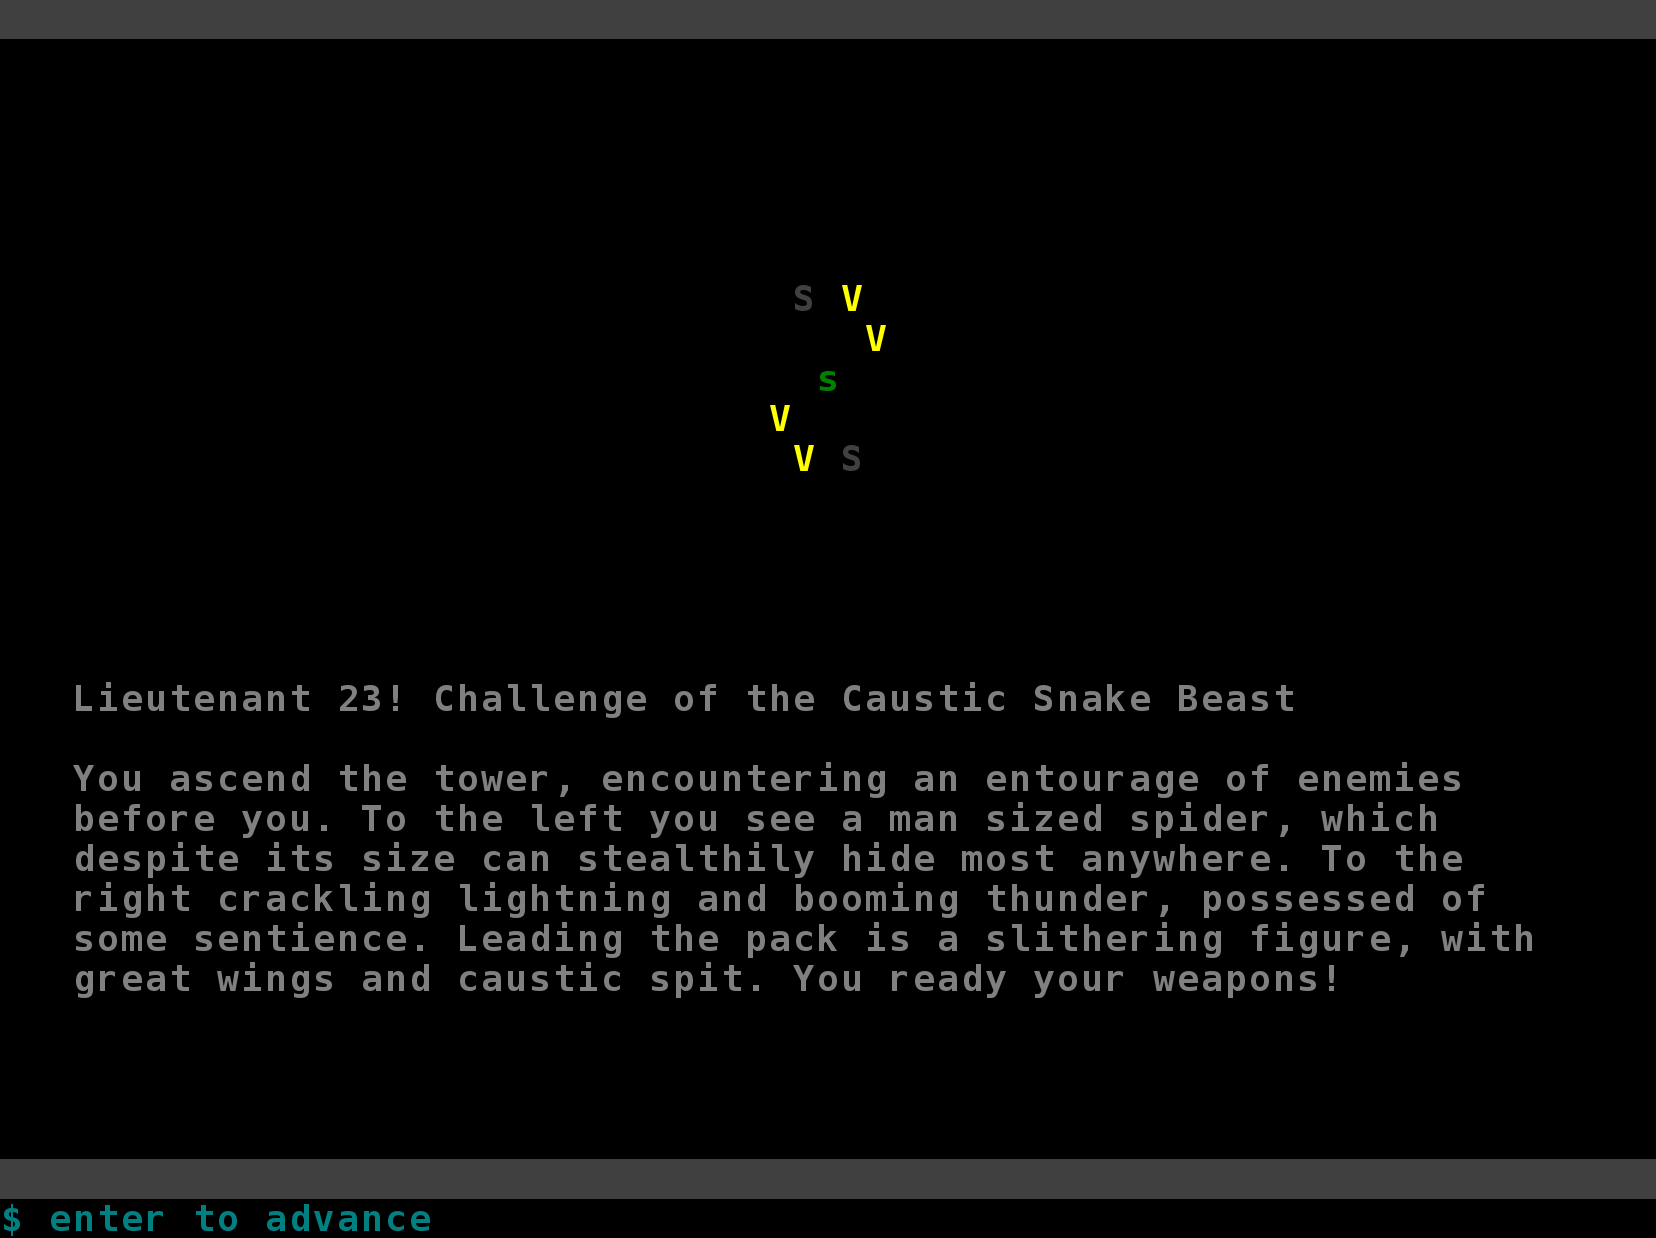 S V
V
s
V
V S
Lieutenant 23! Challenge of the Caustic Snake Beast
You ascend the tower, encountering an entourage of enemies
before you. To the left you see a man sized spider, which
despite its size can stealthily hide most anywhere. To the
right crackling lightning and booming thunder, possessed of
some sentience. Leading the pack is a slithering figure, with
great wings and caustic spit. You ready your weapons!
$ enter to advance